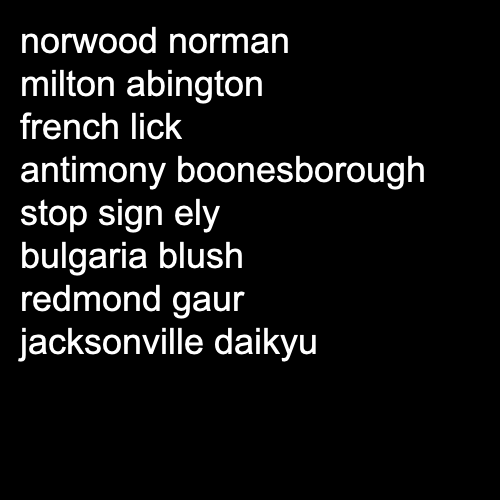 norwood norman
milton abington
french lick
antimony boonesborough
stop sign ely
bulgaria blush
redmond gaur
jacksonville daikyu